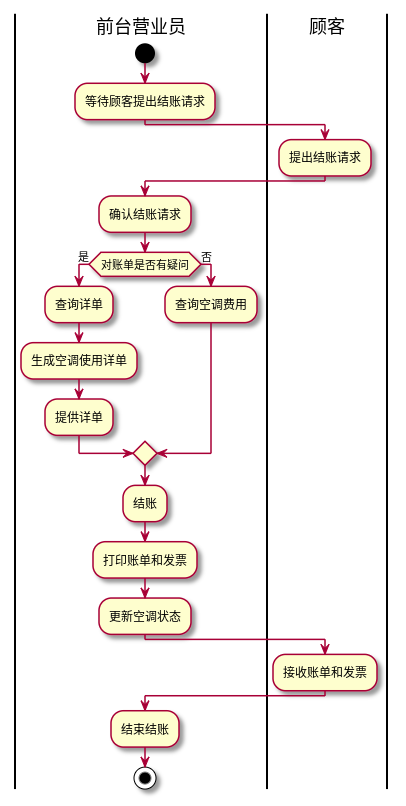 前台营业员
顾客
等待顾客提出结账请求
提出结账请求
确认结账请求
是
对账单是否有疑问
否
查询详单
查询空调费用
生成空调使用详单
提供详单
结账
打印账单和发票
更新空调状态
接收账单和发票
结束结账